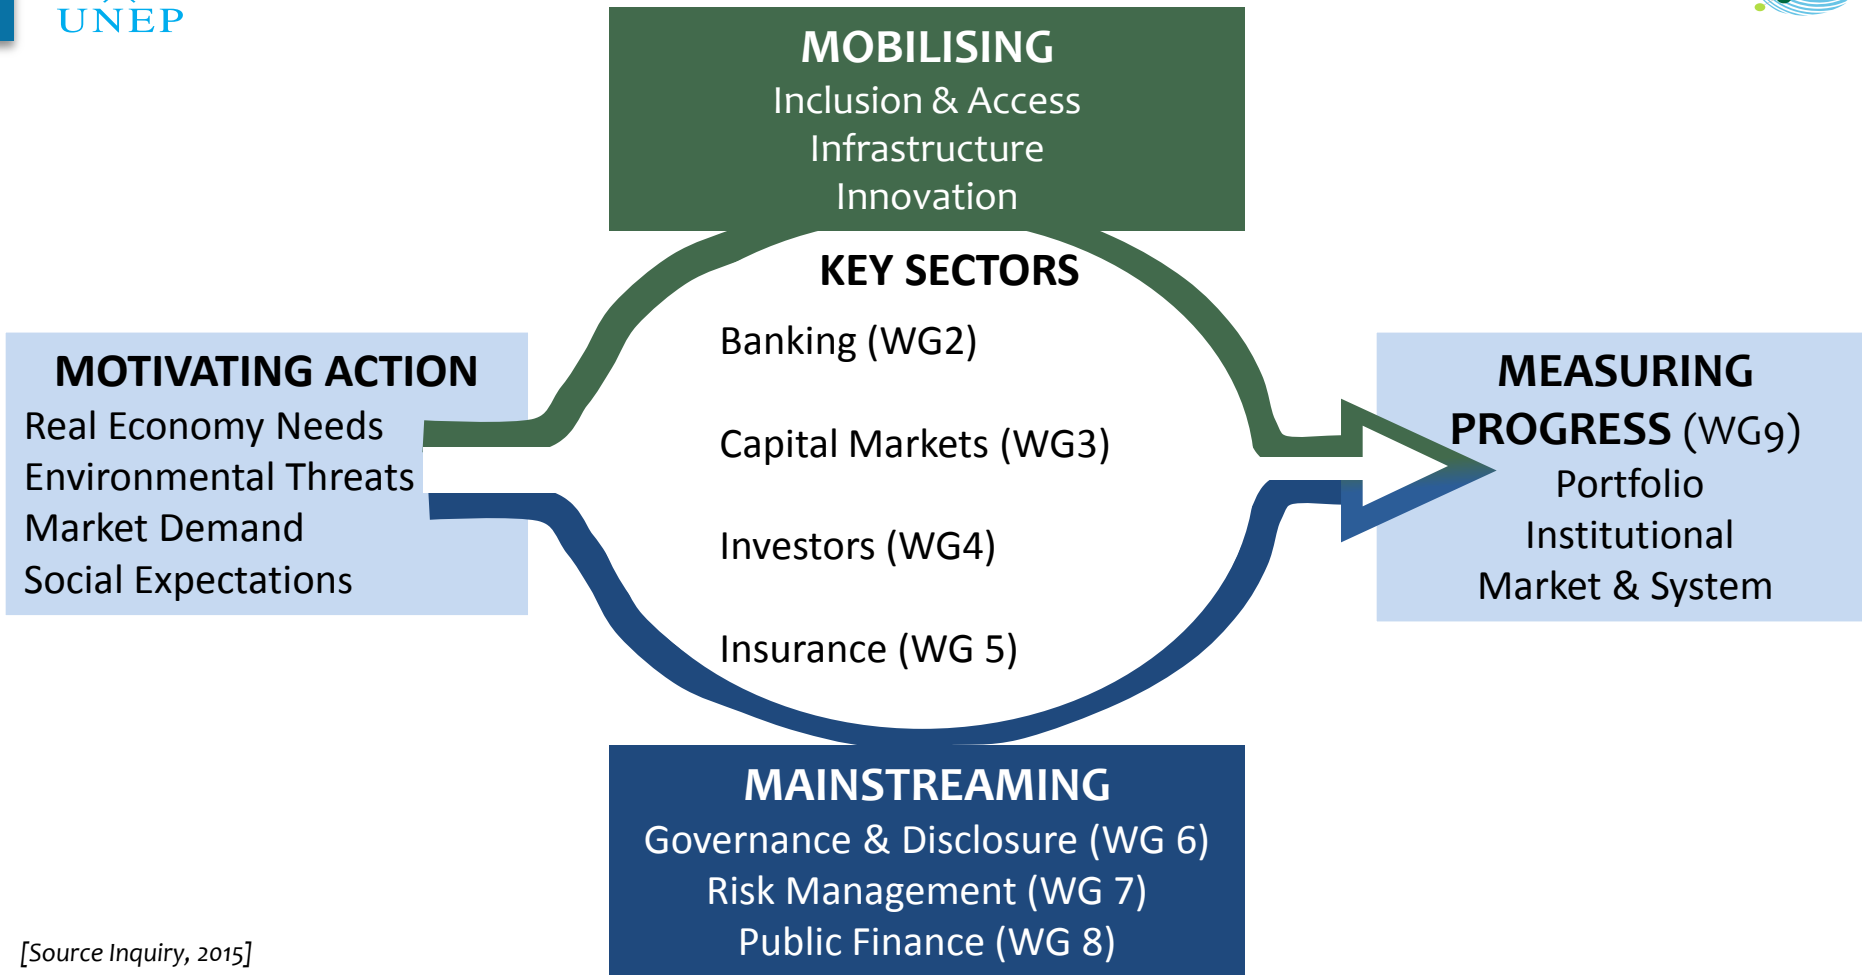 UNEP
MOBILISING
Inclusion & Access
Infrastructure
Innovation
KEY SECTORS
Banking (WG2)
Capital Markets (WG3)
Investors (WG4)
Insurance (WG 5)
MOTIVATING ACTION
Real Economy Needs
Environmental Threats
Market Demand
Social Expectations
MEASURING
PROGRESS (WG9)
Portfolio
Institutional
Market & System
MAINSTREAMING
Governance & Disclosure (WG 6)
Risk Management (WG 7)
Public Finance (WG 8)
[Source Inquiry, 2015]